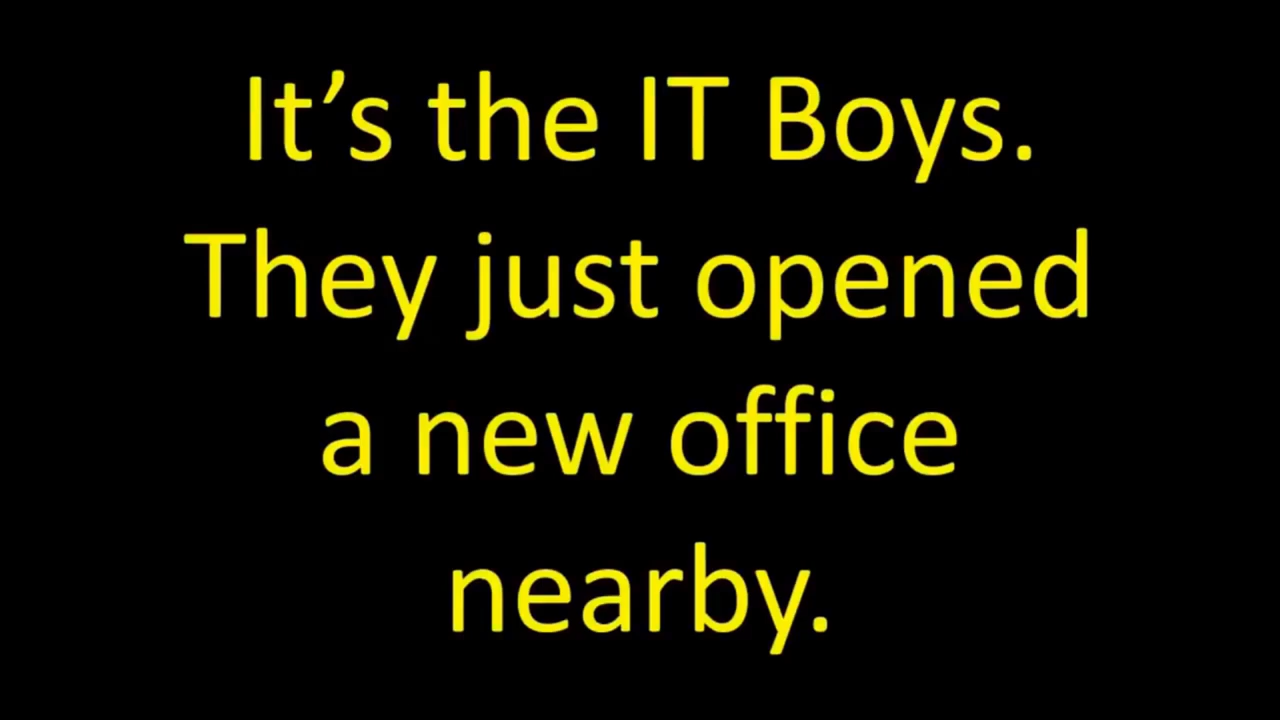 It’s the IT Boys.
They just opened
a new office
nearby.